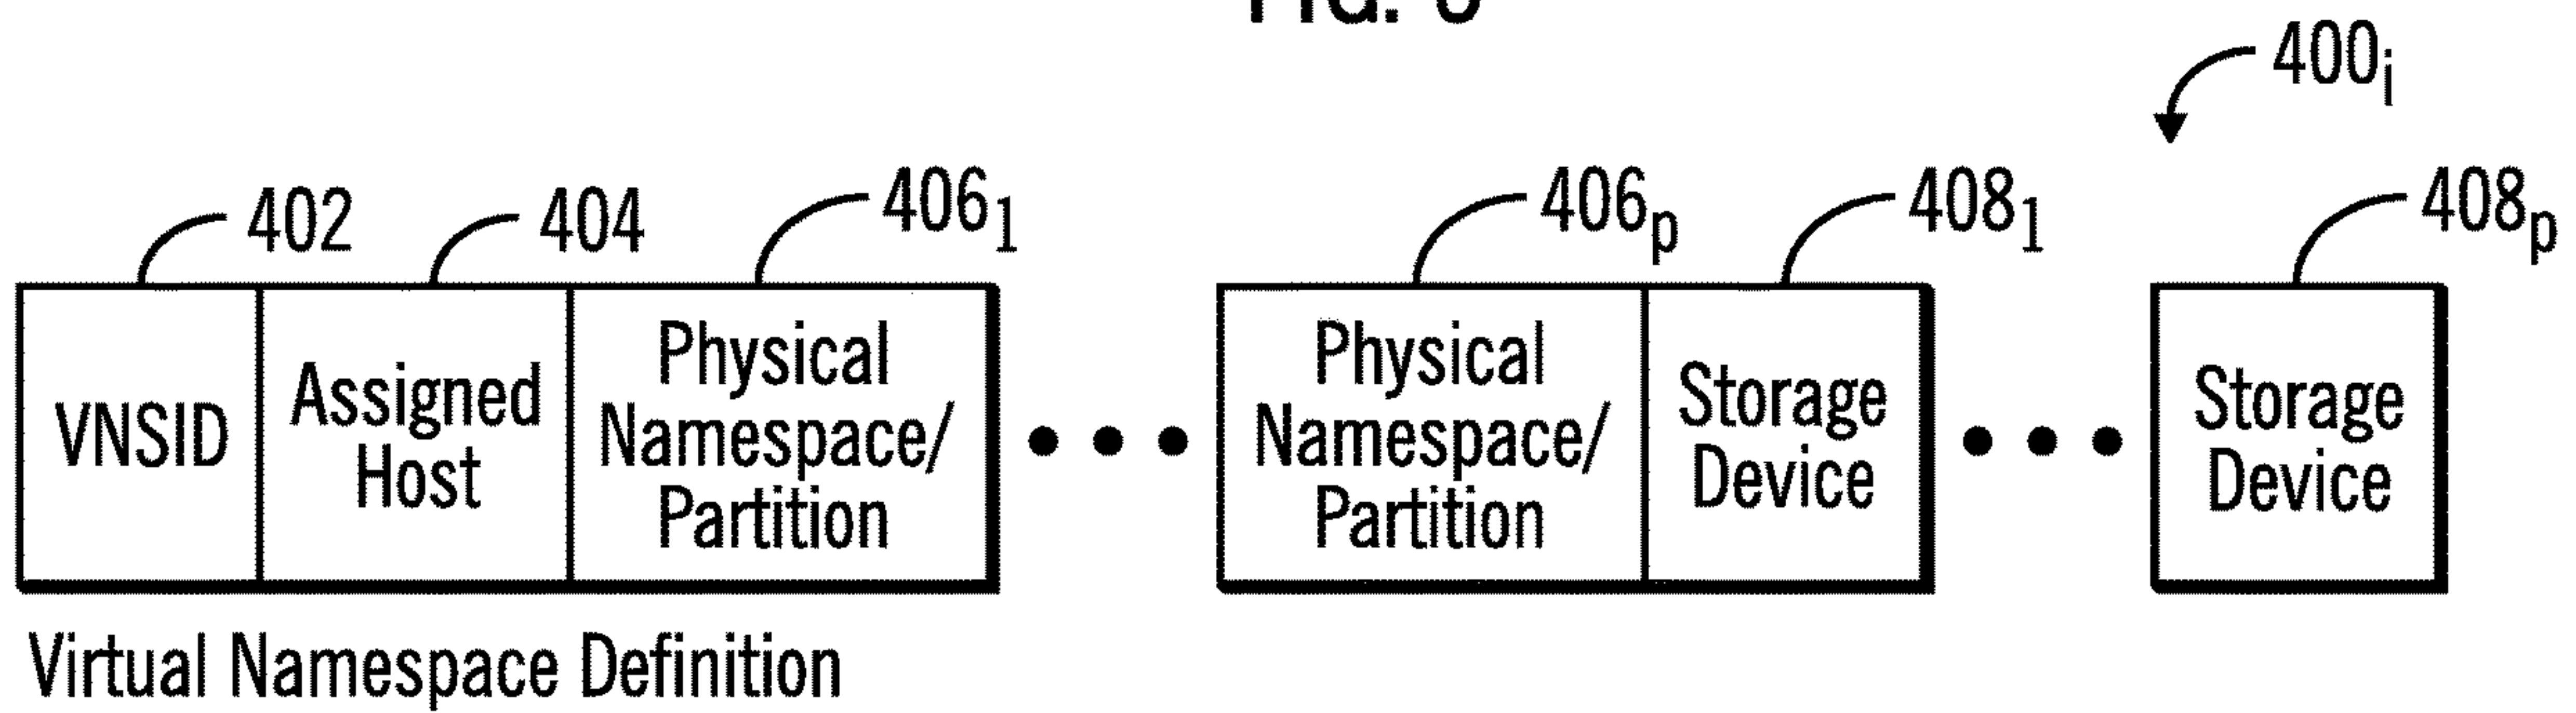 400i
402
404
4061
406p
4081
408p
VNSID
Assigned
Host
Physical
Namespace/
Partition
Physical
Namespace/
Partition
Storage
Device
Storage
Device
Virtual Namespace Definition